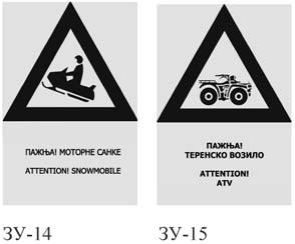 ПАЖЊА! МОТОРНЕ САНКЕ
ATTENTION! SNOWMOBILE
ЗУ-14
ПАЖЊА!
ТЕРЕНСКО ВОЗИЛО
ATTENTION!
ATV
ЗУ-15